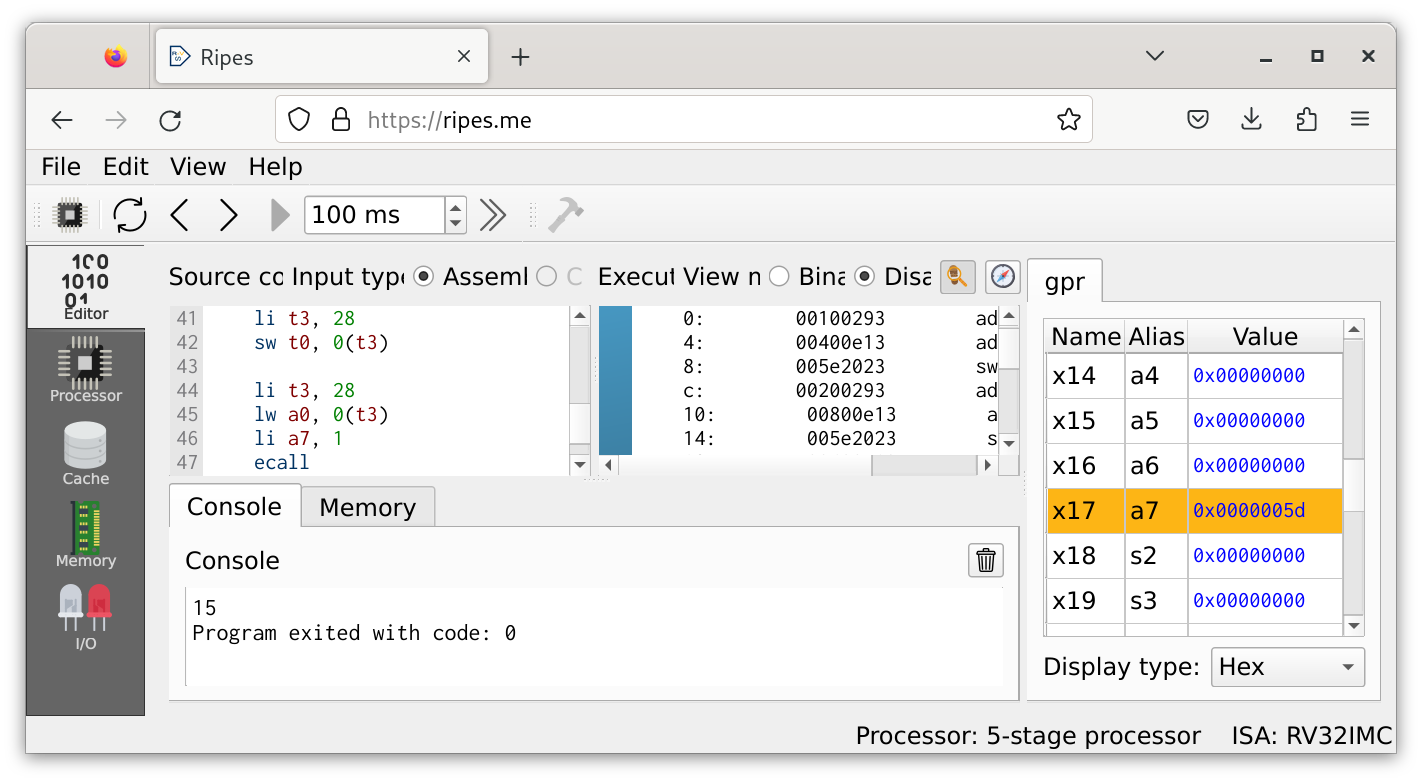 Ripes
https://ripes.me
File Edit View Help
100 ms
Editor
Processor
Cache
Memory
I/O
Source co Input type Assembl C Execut View n Bina Disa
41 li t3, 28
42 sw t0, 0(t3)
43
44 li t3, 28
45 lw a0, 0(t3)
46 li a7, 1
47 ecall
0: 00100293 ad
4: 00400e13 ad
8: 005e2023 sw
c: 00200293 ad
10: 00800e13 a
14: 005e2023 s
Console Memory
Console
15
Program exited with code: 0
gpr
Name Alias Value
x14 a4 0x00000000
x15 a5 0x00000000
x16 a6 0x00000000
x17 a7 0x0000005d
x18 s2 0x00000000
x19 s3 0x00000000
Display type: Hex
Processor: 5-stage processor ISA: RV32IMC